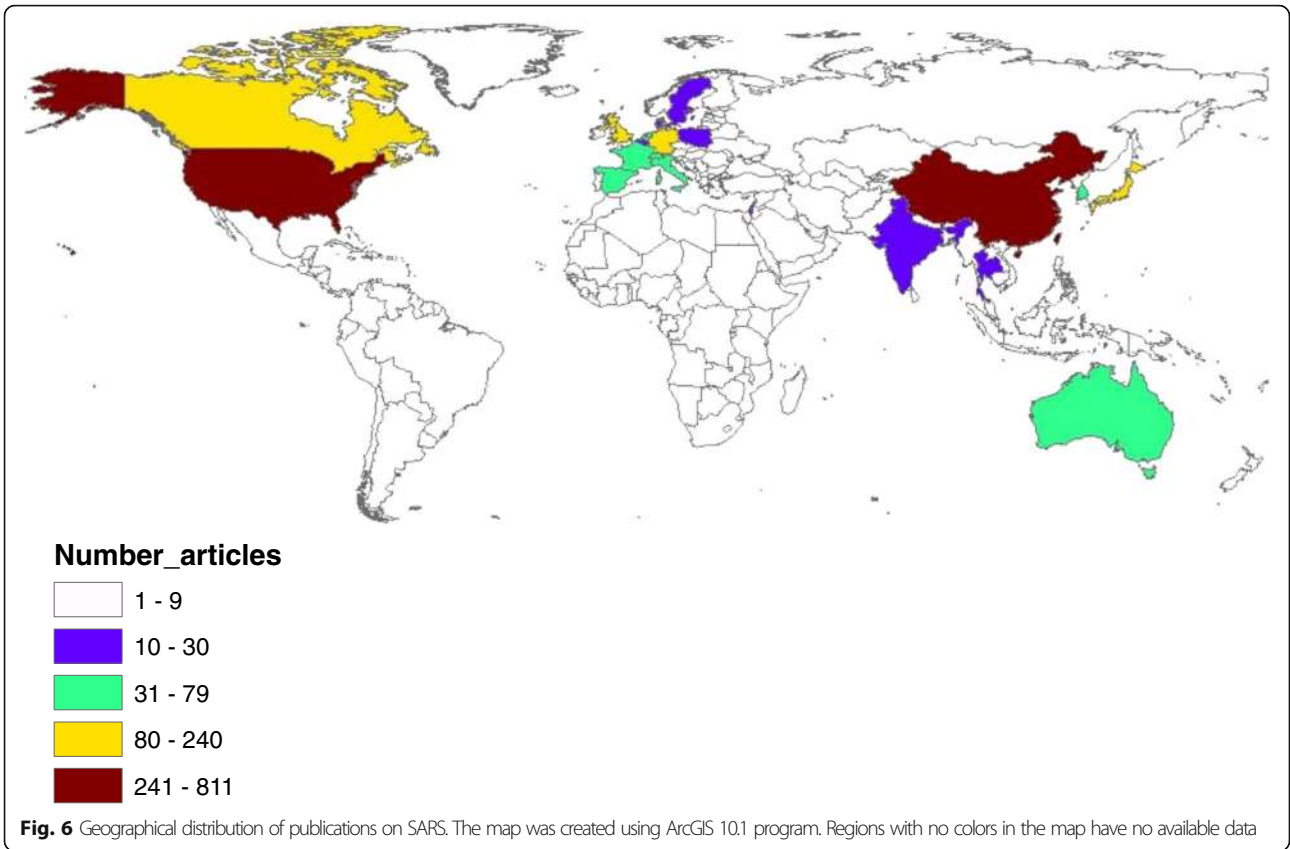 Number_articles
1 - 9
10 - 30
31 - 79
80 - 240
241 - 811
Fig. 6 Geographical distribution of publications on SARS. The map was created using ArcGIS 10.1 program. Regions with no colors in the map have no available data